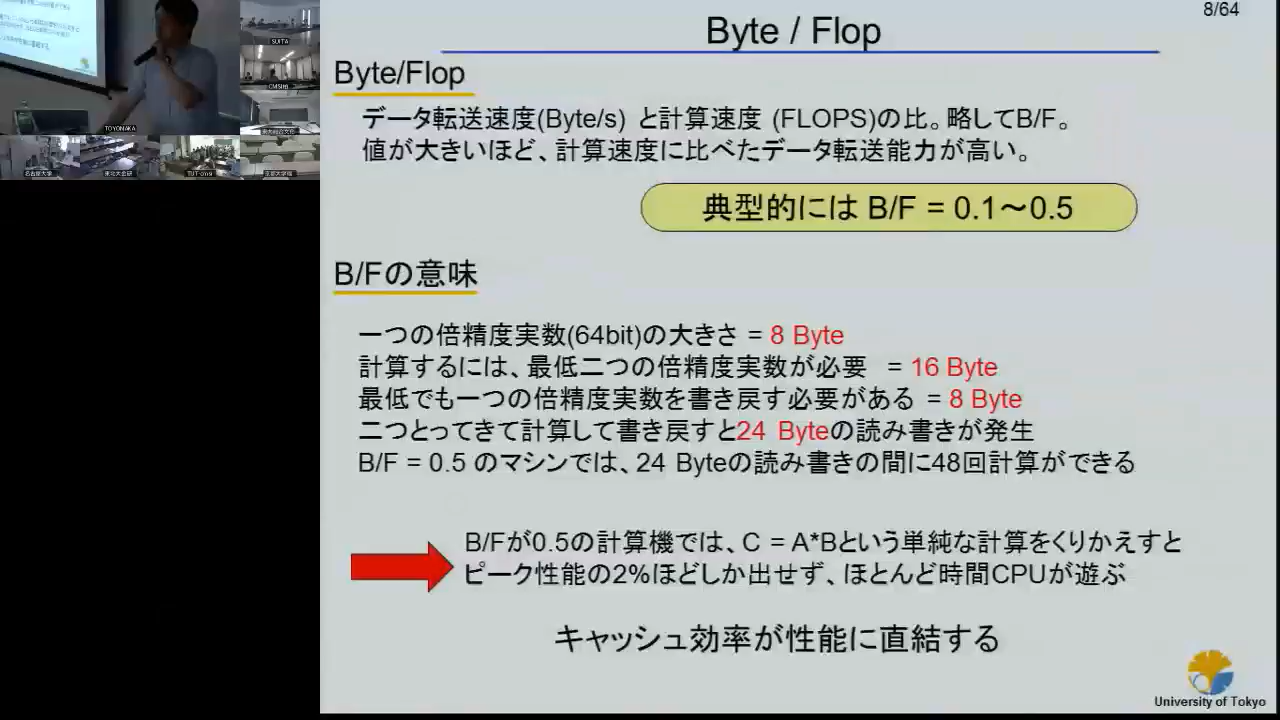 8/64
Byte / Flop
Byte/Flop
データ転送速度(Byte/s) と計算速度 (FLOPS)の比。略してB/F。
値が大きいほど、計算速度に比べたデータ転送能力が高い。
典型的には B/F = 0.1～0.5
B/Fの意味
一つの倍精度実数(64bit)の大きさ = 8 Byte
計算するには、最低二つの倍精度実数が必要 = 16 Byte
最低でも一つの倍精度実数を書き戻す必要がある = 8 Byte
二つとってきて計算して書き戻すと24 Byteの読み書きが発生
B/F = 0.5 のマシンでは、24 Byteの読み書きの間に48回計算ができる
B/Fが0.5の計算機では、C = A*Bという単純な計算をくりかえすと
ピーク性能の2%ほどしか出せず、ほとんど時間CPUが遊ぶ
キャッシュ効率が性能に直結する
University of Tokyo
SUITA
TOYONAKA
名古屋大学